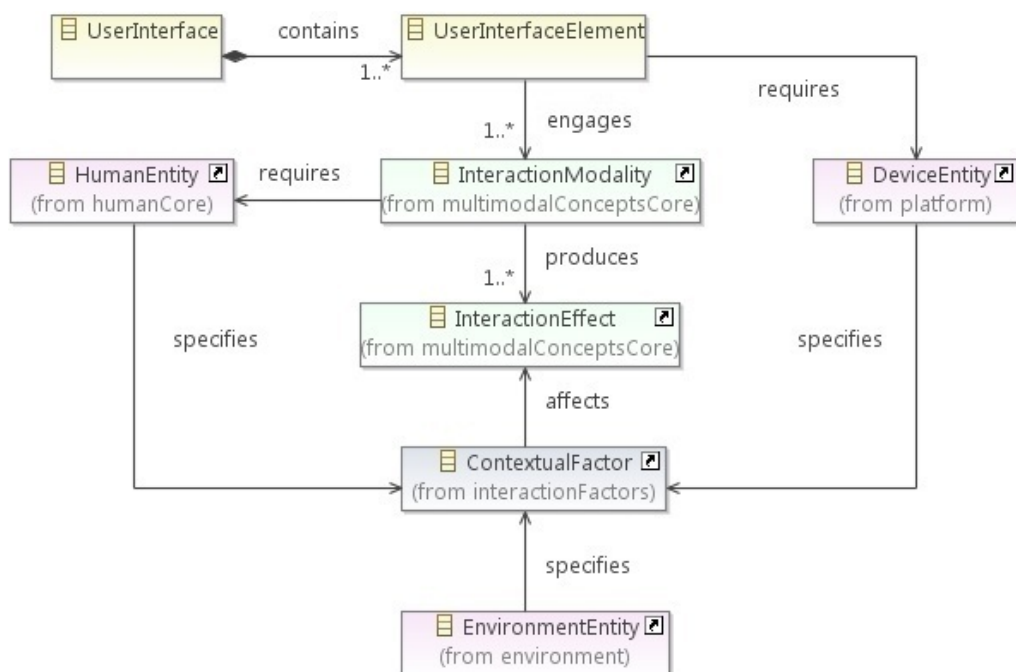 UserInterface
contains
1..*
UserInterfaceElement
requires
1..*
engages
HumanEntity
(from humanCore)
requires
InteractionModality
(from multimodalConceptsCore)
DeviceEntity
(from platform)
produces
1..*
InteractionEffect
(from multimodalConceptsCore)
specifies
specifies
affects
ContextualFactor
(from interactionFactors)
specifies
EnvironmentEntity
(from environment)